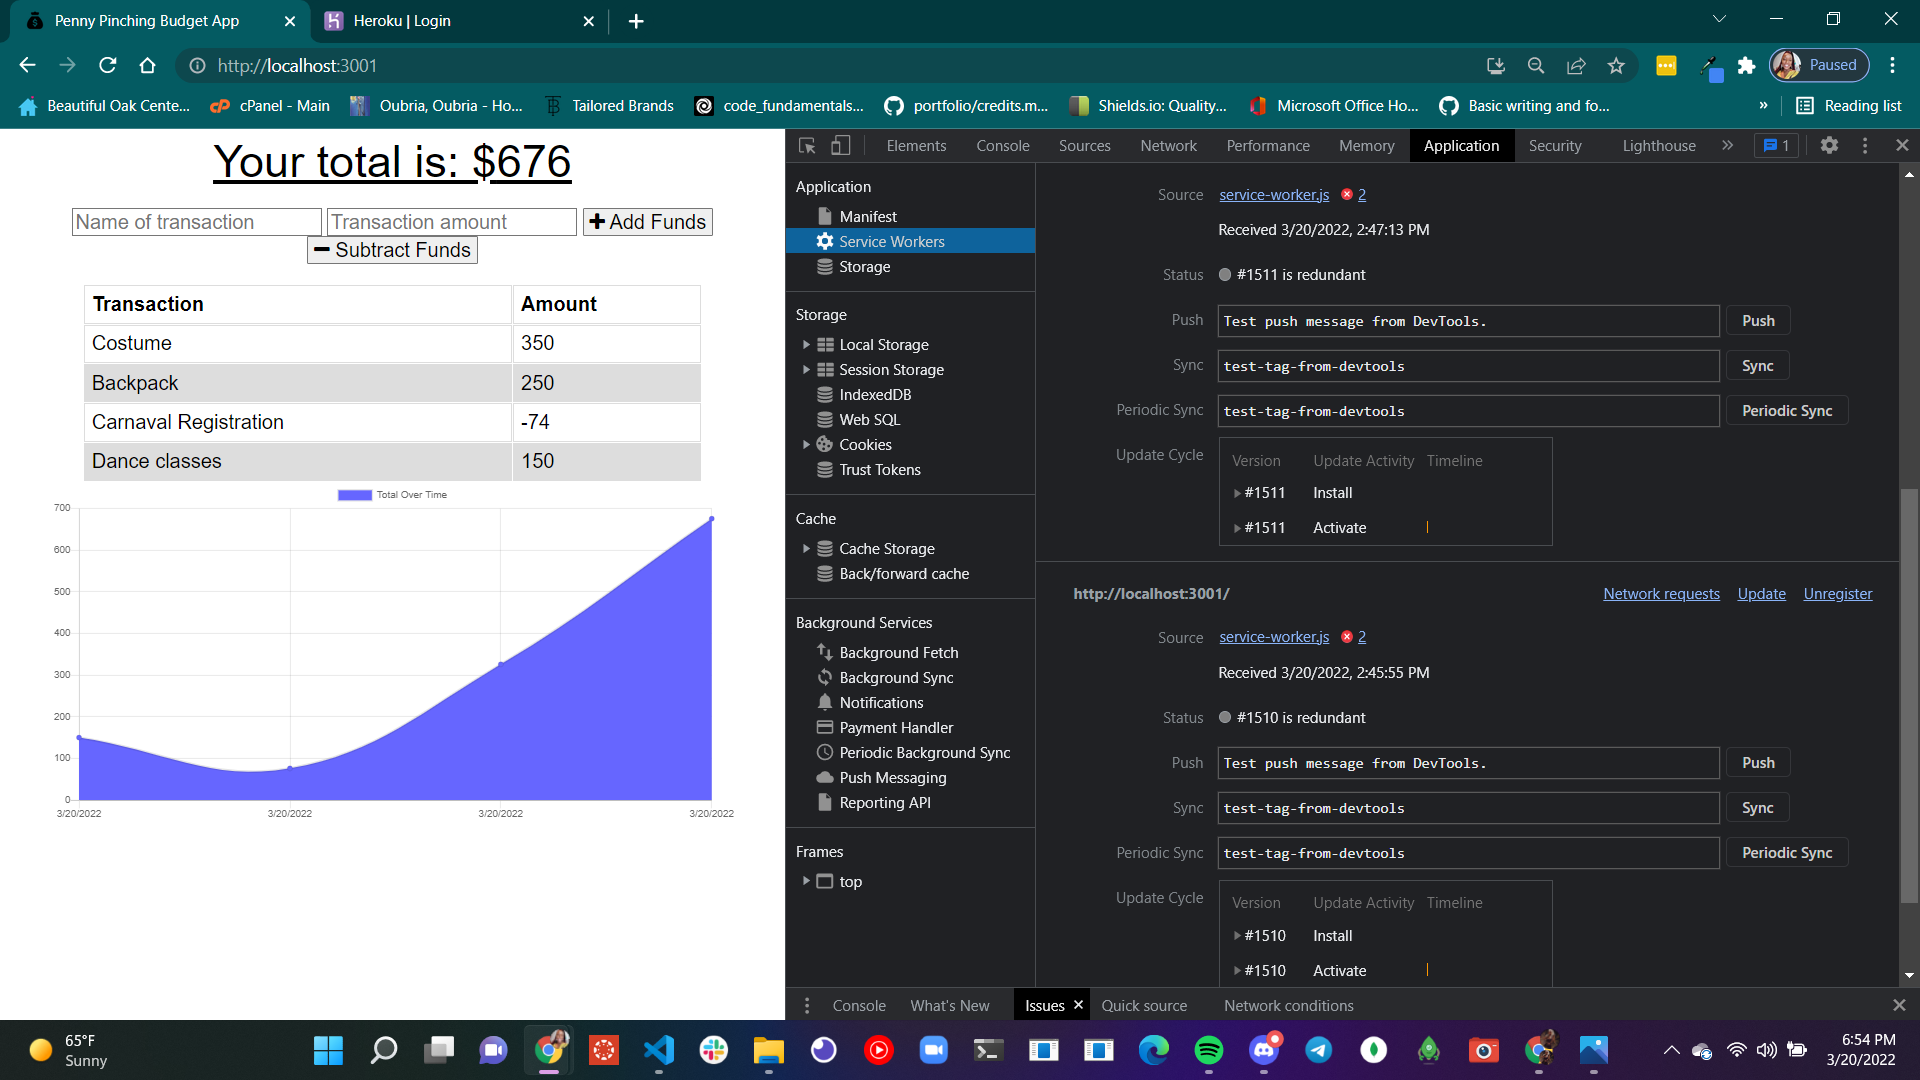 Penny Pinching Budget App
Heroku | Login
http://localhost:3001
Paused
Beautiful Oak Cente...
cPanel - Main
Oubria, Oubria - Ho...
Tailored Brands
code_fundamentals...
portfolio/credits.m...
Shields.io: Quality...
Microsoft Office Ho...
Basic writing and fo...
»
Reading list
Your total is: $676
Name of transaction
Transaction amount
Add Funds
Subtract Funds
Transaction Amount
Costume 350
Backpack 250
Carnaval Registration -74
Dance classes 150
Total Over Time
700
600
500
400
300
200
100
0
3/20/2022 3/20/2022 3/20/2022 3/20/2022
Elements Console Sources Network Performance Memory Application Security Lighthouse » 1
Application
Manifest
Service Workers
Storage
Storage
Local Storage
Session Storage
IndexedDB
Web SQL
Cookies
Trust Tokens
Cache
Cache Storage
Back/forward cache
Background Services
Background Fetch
Background Sync
Notifications
Payment Handler
Periodic Background Sync
Push Messaging
Reporting API
Frames
top
Source service-worker.js 2
Received 3/20/2022, 2:47:13 PM
Status #1511 is redundant
Push Test push message from DevTools. Push
Sync test-tag-from-devtools Sync
Periodic Sync test-tag-from-devtools Periodic Sync
Update Cycle Version Update Activity Timeline
#1511 Install
#1511 Activate
http://localhost:3001/ Network requests Update Unregister
Source service-worker.js 2
Received 3/20/2022, 2:45:55 PM
Status #1510 is redundant
Push Test push message from DevTools. Push
Sync test-tag-from-devtools Sync
Periodic Sync test-tag-from-devtools Periodic Sync
Update Cycle Version Update Activity Timeline
#1510 Install
#1510 Activate
Console What's New Issues Quick source Network conditions
65°F
Sunny
6:54 PM
3/20/2022